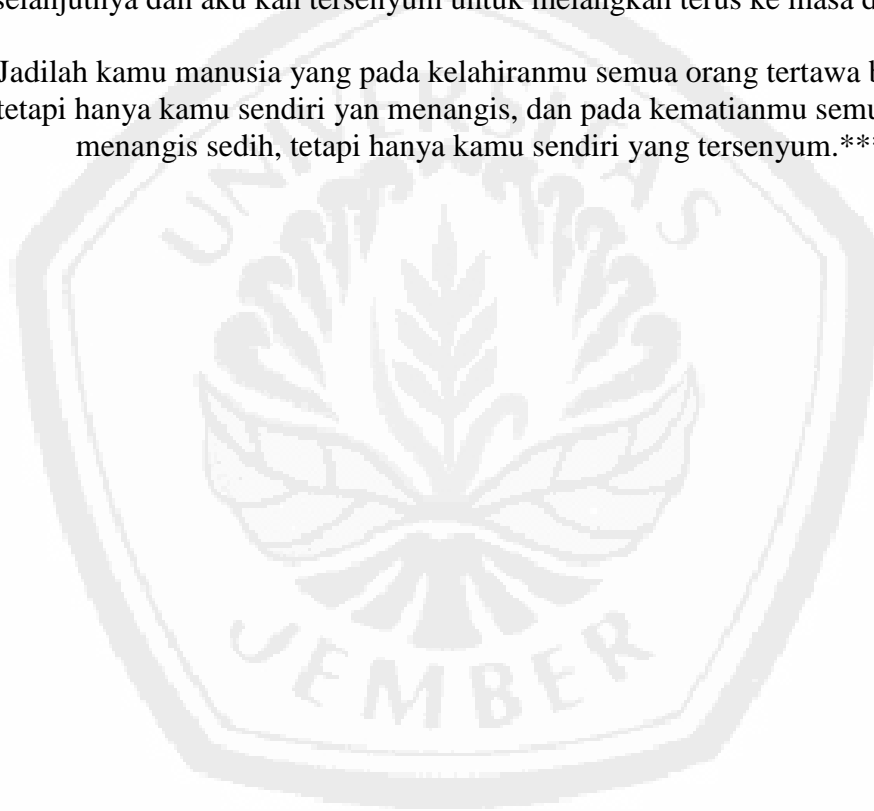 selanjutnya dan aku kan tersenyum untuk melangkah terus ke masa d
Jadilah kamu manusia yang pada kelahiranmu semua orang tertawa b
tetapi hanya kamu sendiri yan menangis, dan pada kematianmu semu
menangis sedih, tetapi hanya kamu sendiri yang tersenyum.***
UNIVERSITAS
JEMBER